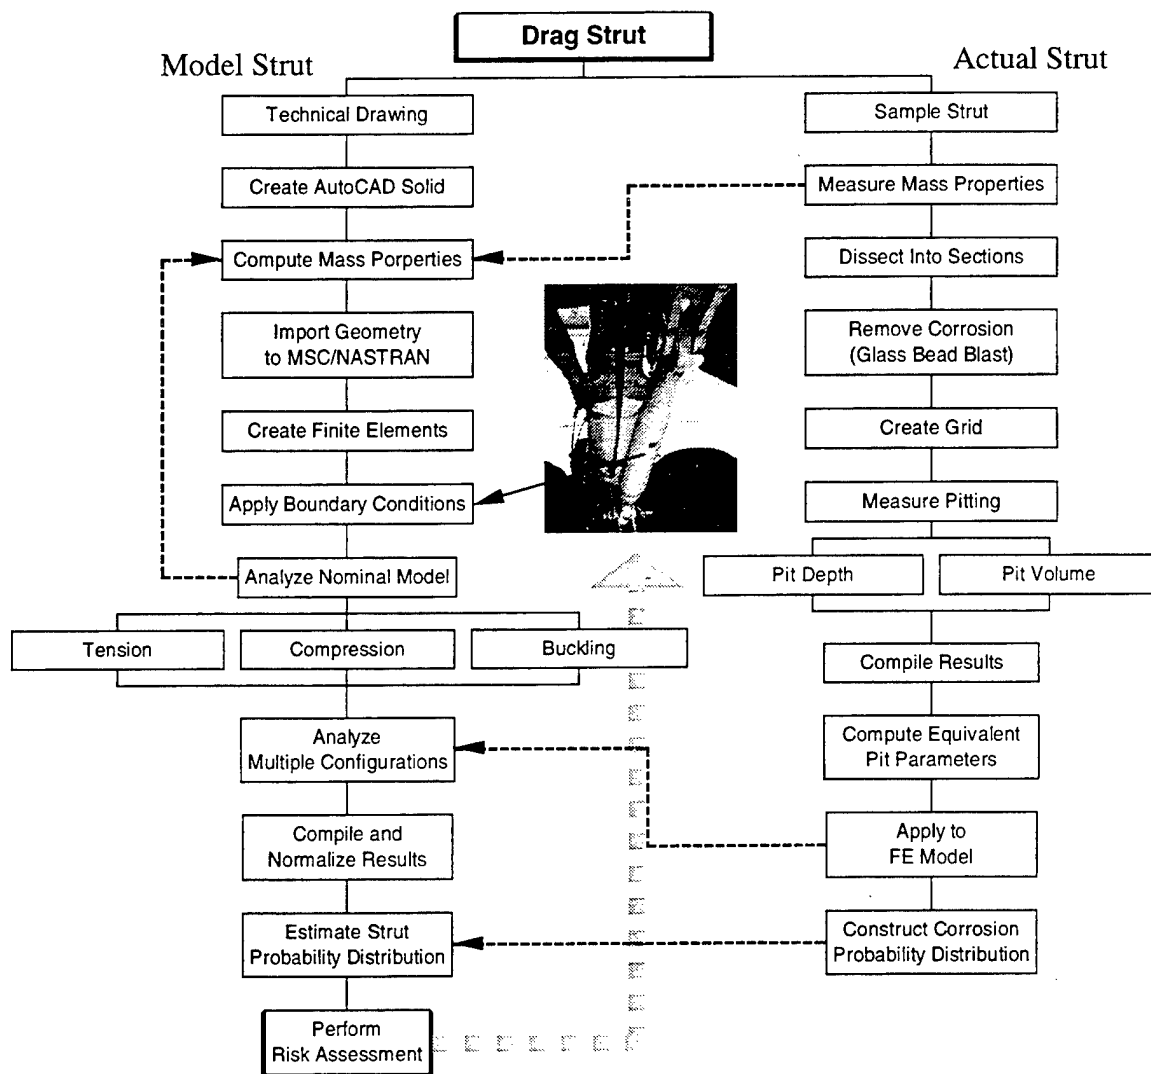 Drag Strut
Model Strut
Actual Strut
Technical Drawing
Create AutoCAD Solid
Compute Mass Porperties
Import Geometry
to MSC/NASTRAN
Create Finite Elements
Apply Boundary Conditions
Analyze Nominal Model
Tension
Compression
Buckling
Analyze
Multiple Configurations
Compile and
Normalize Results
Estimate Strut
Probability Distribution
Perform
Risk Assessment
Sample Strut
Measure Mass Properties
Dissect Into Sections
Remove Corrosion
(Glass Bead Blast)
Create Grid
Measure Pitting
Pit Depth
Pit Volume
Compile Results
Compute Equivalent
Pit Parameters
Apply to
FE Model
Construct Corrosion
Probability Distribution